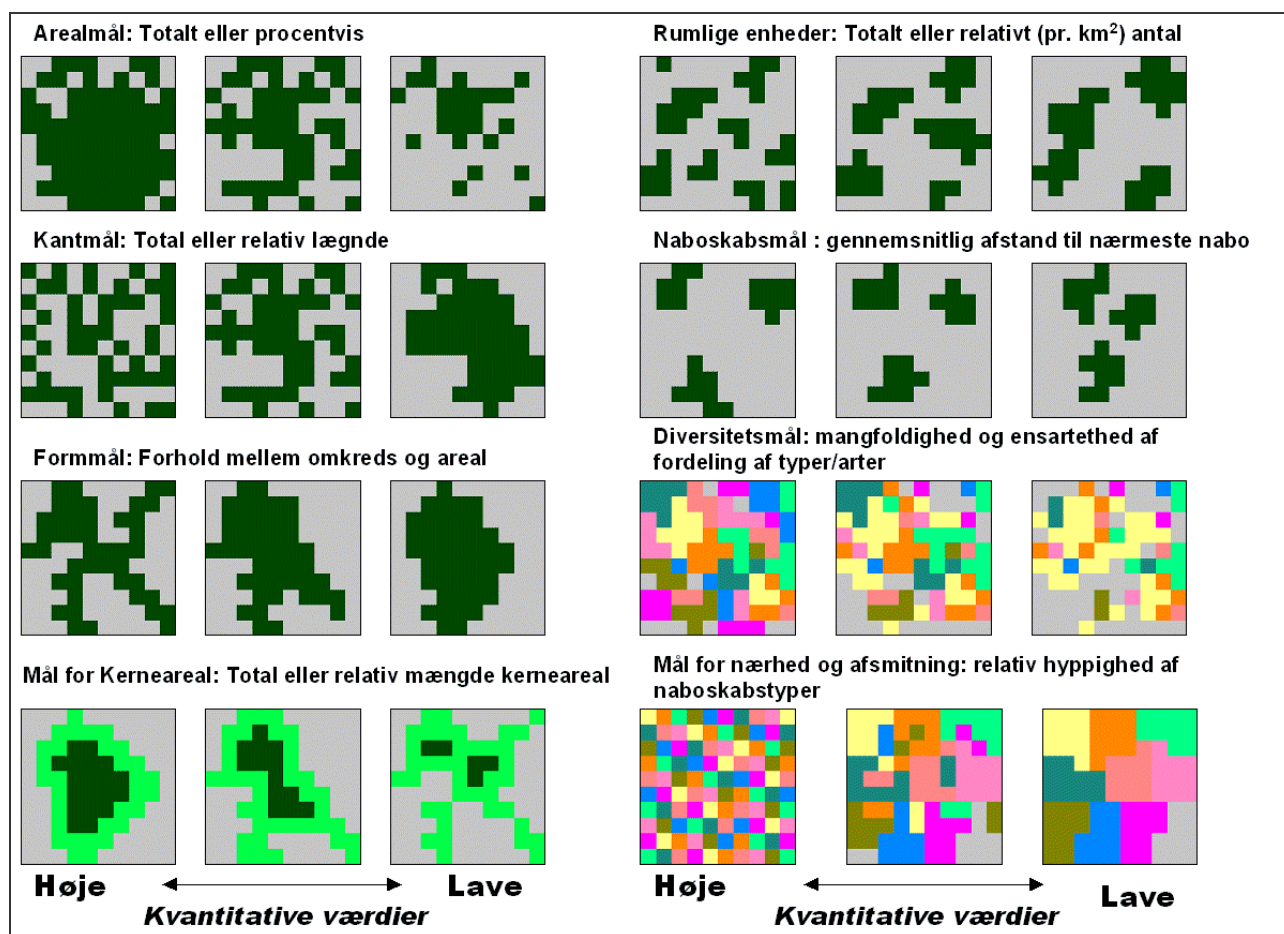 Arealmål: Totalt eller procentvis
Rumlige enheder: Totalt eller relativt (pr. km²) antal
Kantmål: Total eller relativ lægnde
Naboskabsmål : gennemsnitlig afstand til nærmeste nabo
Formmål: Forhold mellem omkreds og areal
Diversitetsmål: mangfoldighed og ensartethed af
fordeling af typer/arter
Mål for Kerneareal: Total eller relativ mængde kerneareal
Mål for nærhed og afsmitning: relativ hyppighed af
naboskabstyper
Høje
Lave
Kvantitative værdier
Høje
Lave
Kvantitative værdier